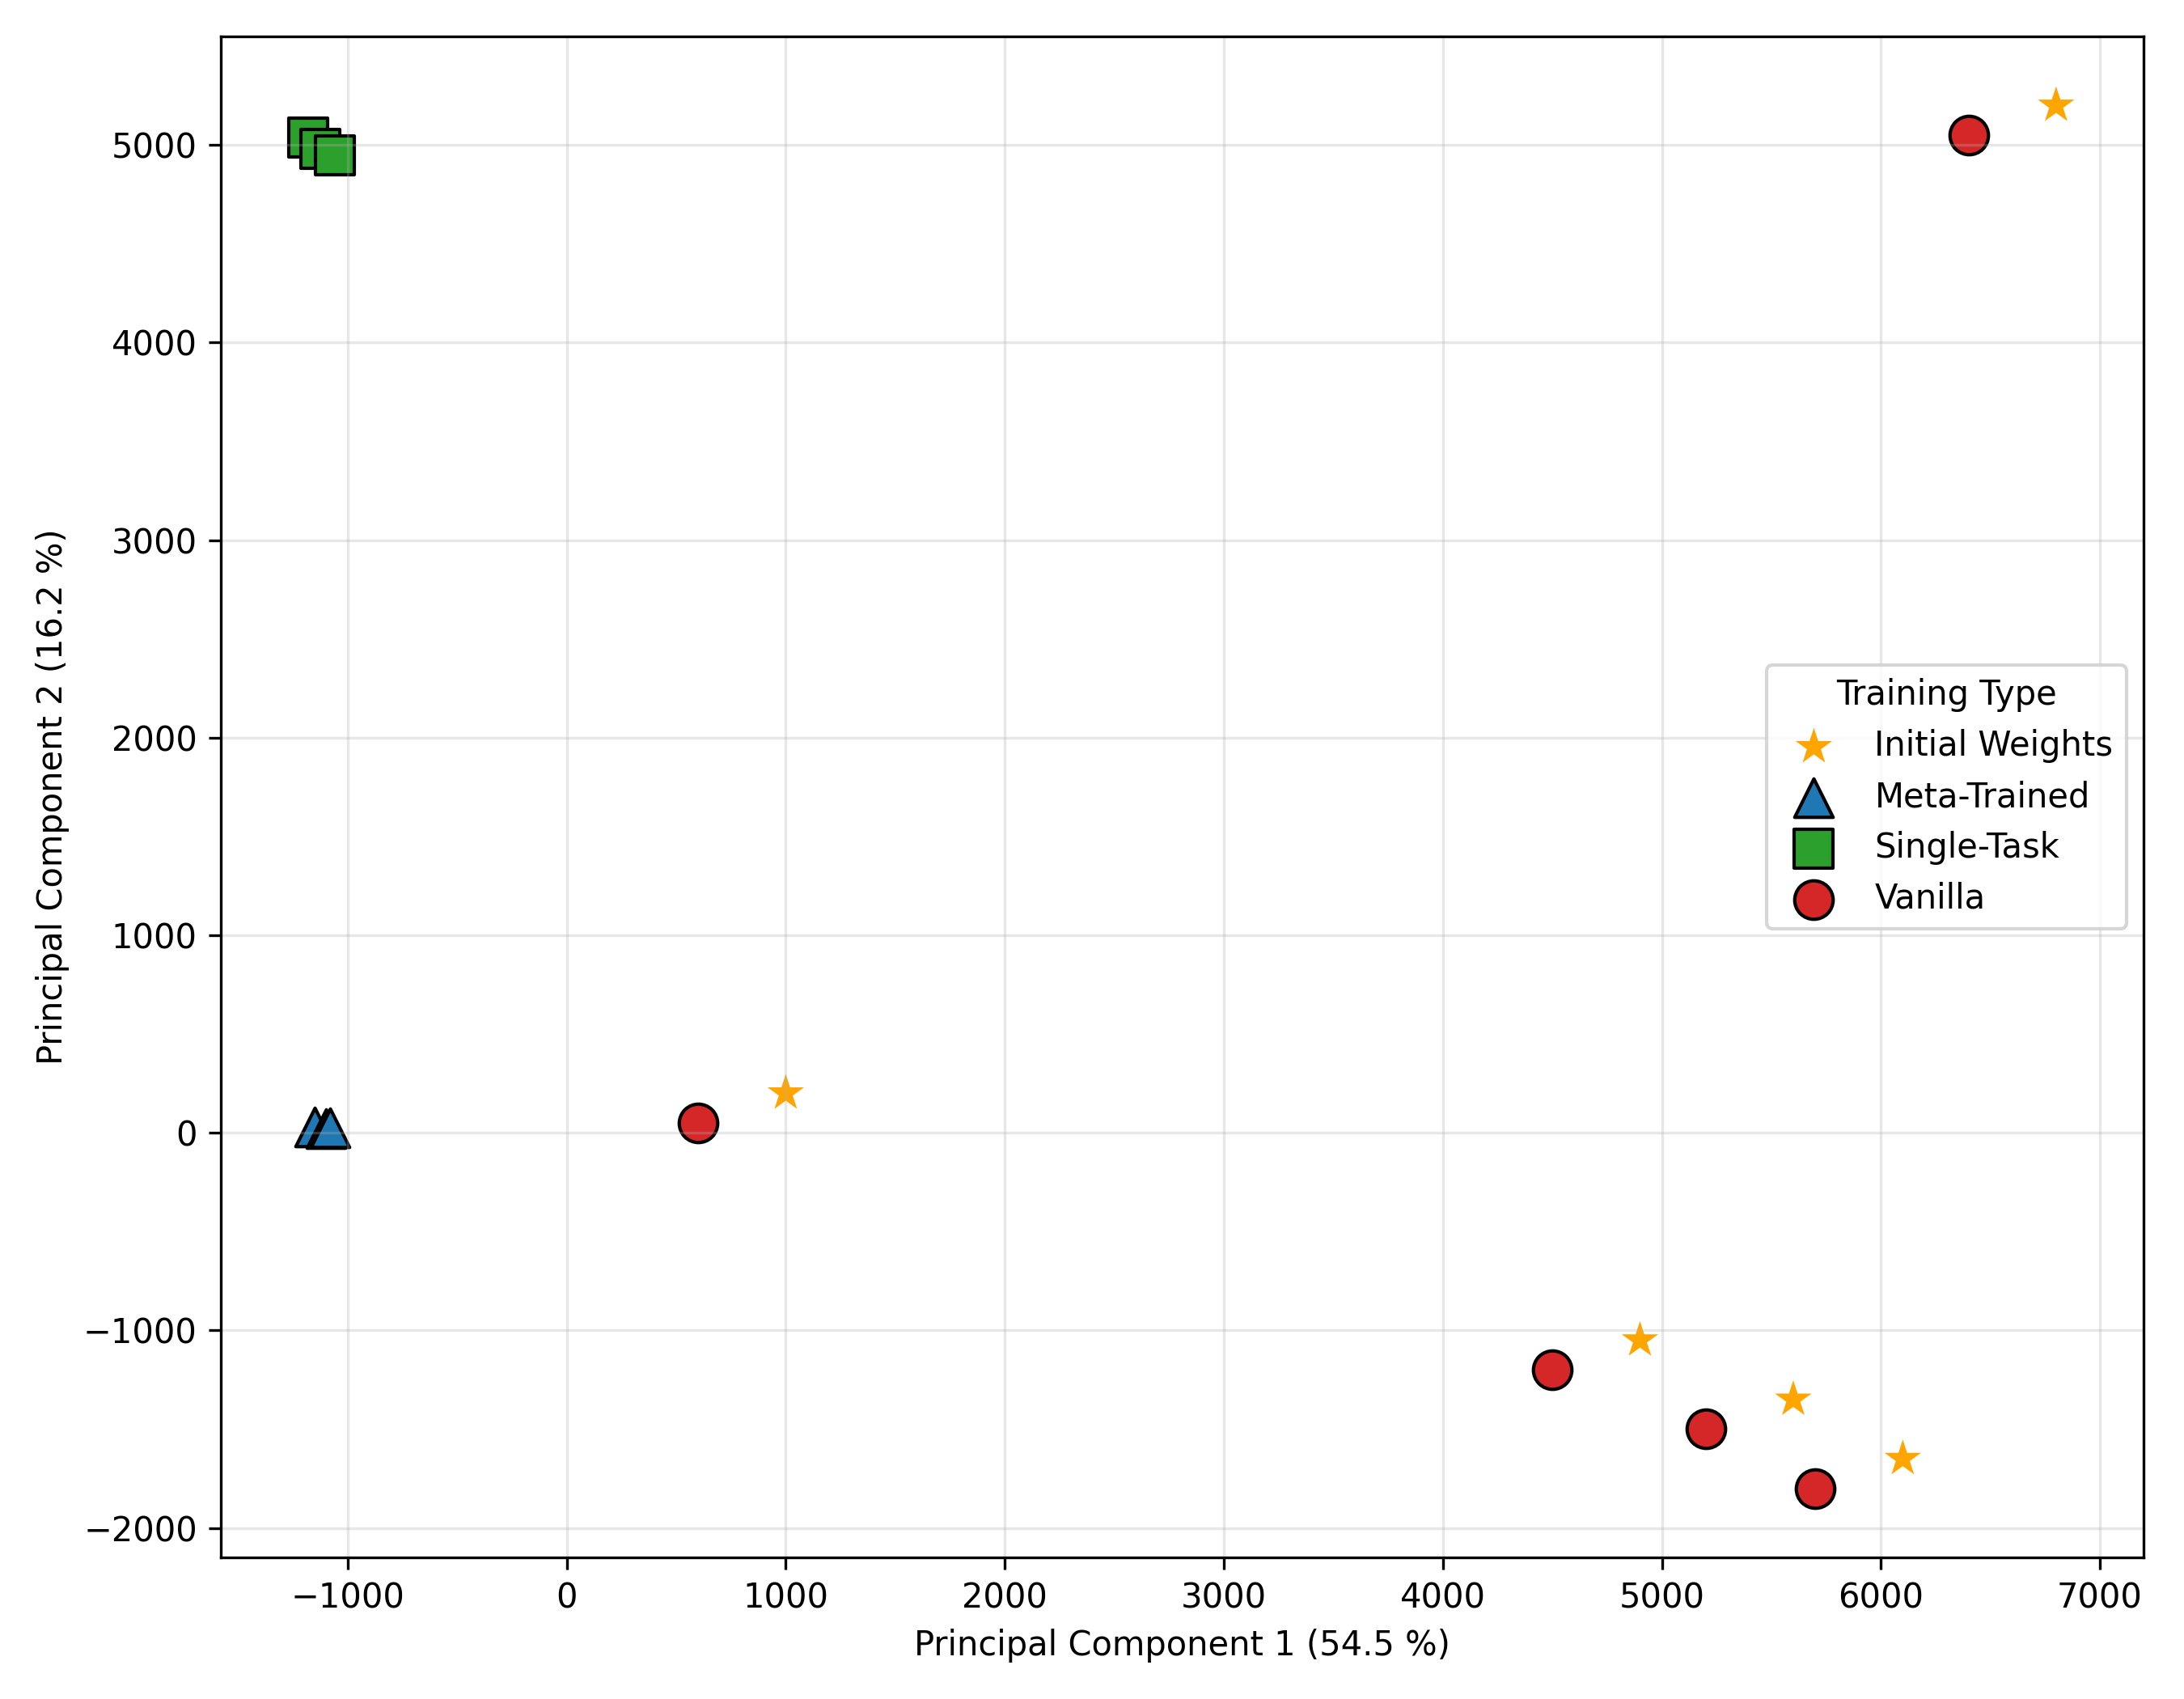 5000
4000
3000
2000
1000
0
−1000
−2000
Principal Component 2 (16.2 %)
Training Type
Initial Weights
Meta-Trained
Single-Task
Vanilla
−1000 0 1000 2000 3000 4000 5000 6000 7000
Principal Component 1 (54.5 %)